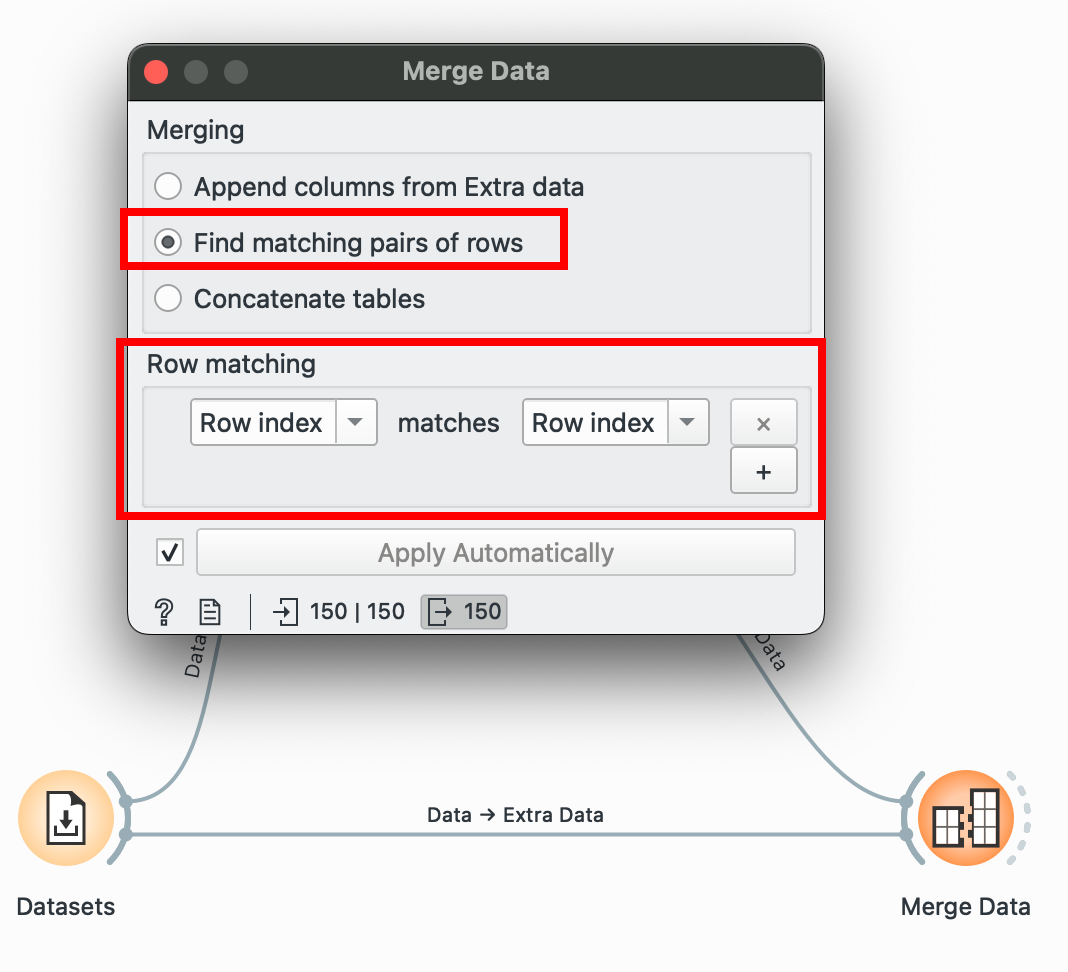 Merge Data
Merging
Append columns from Extra data
Find matching pairs of rows
Concatenate tables
Row matching
Row index matches Row index ×
+
✓ Apply Automatically
? 150 | 150 150
Data Data
Data → Extra Data
Datasets Merge Data